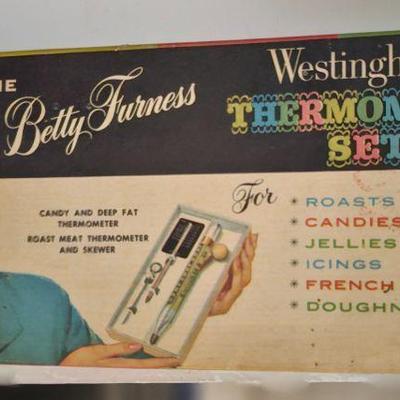 THE
Betty Furness
Westingh
THERMOM
SET
CANDY AND DEEP FAT
THERMOMETER
ROAST MEAT THERMOMETER
AND SKEWER
For
* ROASTS
* CANDIES
* JELLIES
* ICINGS
* FRENCH
* DOUGHN